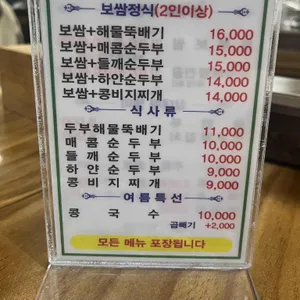 보쌈정식(2인이상)
보쌈+해물뚝배기 16,000
보쌈+매콤순두부 15,000
보쌈+들깨순두부 15,000
보쌈+하얀순두부 14,000
보쌈+콩비지찌개 14,000
식사류
두부해물뚝배기 11,000
매콤순두부 10,000
들깨순두부 10,000
하얀순두부 9,000
콩비지찌개 9,000
여름특선
콩국수 10,000
곱빼기 +2,000
모든 메뉴 포장됩니다